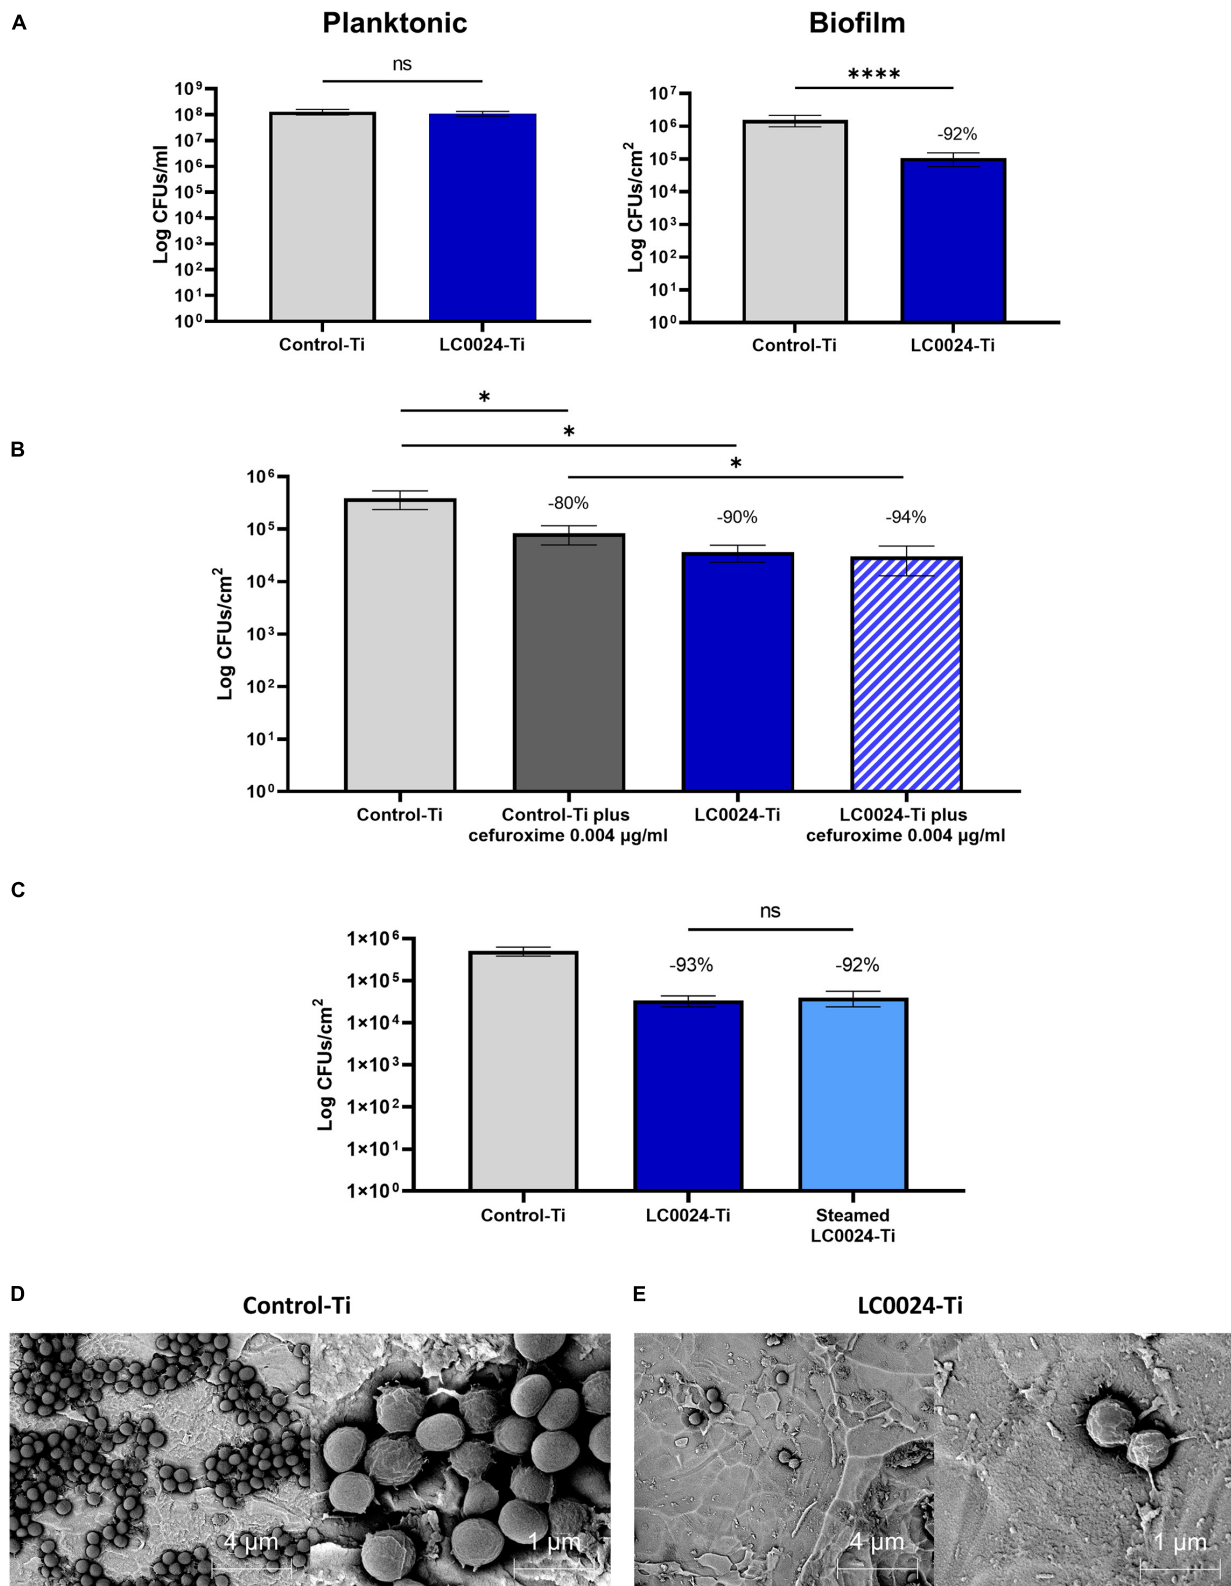 A
Planktonic
Biofilm
ns
****
Log CFUs/ml
10⁹
10⁸
10⁷
10⁶
10⁵
10⁴
10³
10²
10¹
10⁰
Control-Ti
LC0024-Ti
Log CFUs/cm²
10⁷
10⁶
10⁵
10⁴
10³
10²
10¹
10⁰
-92%
Control-Ti
LC0024-Ti
B
*
*
*
Log CFUs/cm²
10⁶
10⁵
10⁴
10³
10²
10¹
10⁰
-80%
-90%
-94%
Control-Ti
Control-Ti plus
cefuroxime 0.004 µg/ml
LC0024-Ti
LC0024-Ti plus
cefuroxime 0.004 µg/ml
C
ns
Log CFUs/cm²
1×10⁶
1×10⁵
1×10⁴
1×10³
1×10²
1×10¹
1×10⁰
-93%
-92%
Control-Ti
LC0024-Ti
Steamed
LC0024-Ti
D
Control-Ti
4 µm
1 µm
E
LC0024-Ti
4 µm
1 µm